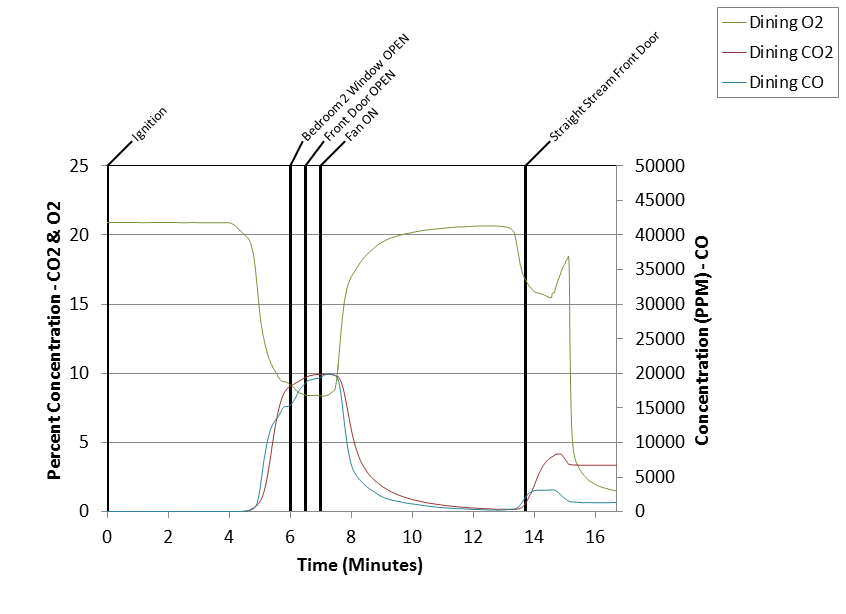 Dining O2
Dining CO2
Dining CO
Ignition
Bedroom 2 Window OPEN
Front Door OPEN
Fan ON
Straight Stream Front Door
Percent Concentration - CO2 & O2
25
20
15
10
5
0
50000
45000
40000
35000
30000
25000
20000
15000
10000
5000
0
Concentration (PPM) - CO
0 2 4 6 8 10 12 14 16
Time (Minutes)